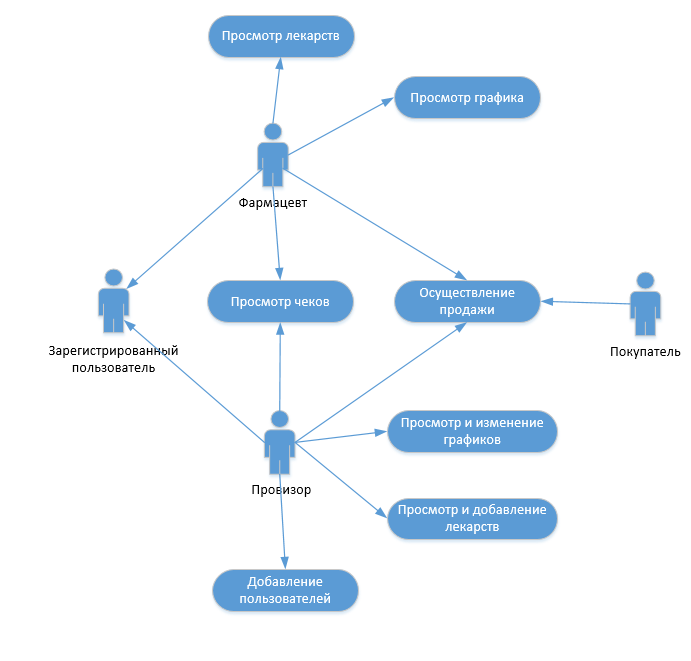 Просмотр лекарств
Просмотр графика
Фармацевт
Просмотр чеков
Осуществление
продажи
Зарегистрированный
пользователь
Покупатель
Просмотр и изменение
графиков
Провизор
Просмотр и добавление
лекарств
Добавление
пользователей